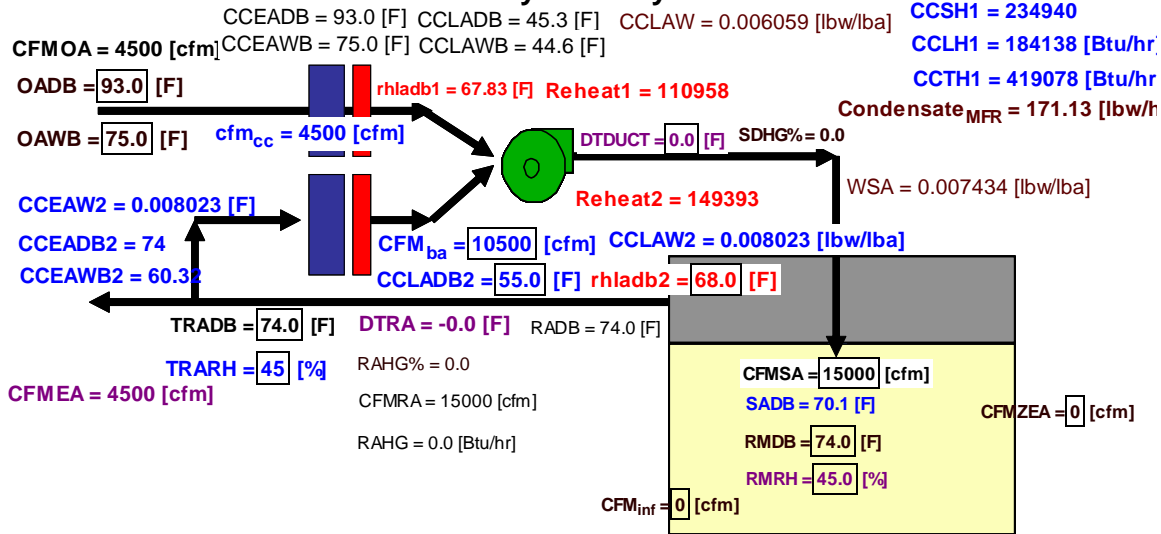 CCEADB = 93.0 [F] CCLADB = 45.3 [F] CCLAW = 0.006059 [lbw/lba] CCSH1 = 234940
CFMOA = 4500 [cfm] CCEAWB = 75.0 [F] CCLAWB = 44.6 [F] CCLH1 = 184138 [Btu/hr]
CCTH1 = 419078 [Btu/hr
OADB = 93.0 [F] rhladb1 = 67.83 [F] Reheat1 = 110958
Condensate MFR = 171.13 [lbw/h
OAWB = 75.0 [F] cfmcc = 4500 [cfm] DTDUCT = 0.0 [F] SDHG% = 0.0
WSA = 0.007434 [lbw/lba]
CCEAW2 = 0.008023 [F] Reheat2 = 149393
CCEADB2 = 74 CFMba = 10500 [cfm] CCLAW2 = 0.008023 [lbw/lba]
CCEAWB2 = 60.32 CCLADB2 = 55.0 [F] rhladb2 = 68.0 [F]
TRADB = 74.0 [F] DTRA = -0.0 [F] RADB = 74.0 [F]
TRARH = 45 [%] RAHG% = 0.0
CFMSA = 15000 [cfm]
CFMEA = 4500 [cfm] CFMRA = 15000 [cfm] SADB = 70.1 [F] CFMZEA = 0 [cfm]
RAHG = 0.0 [Btu/hr] RMDB = 74.0 [F]
RMRH = 45.0 [%]
CFMinf = 0 [cfm]